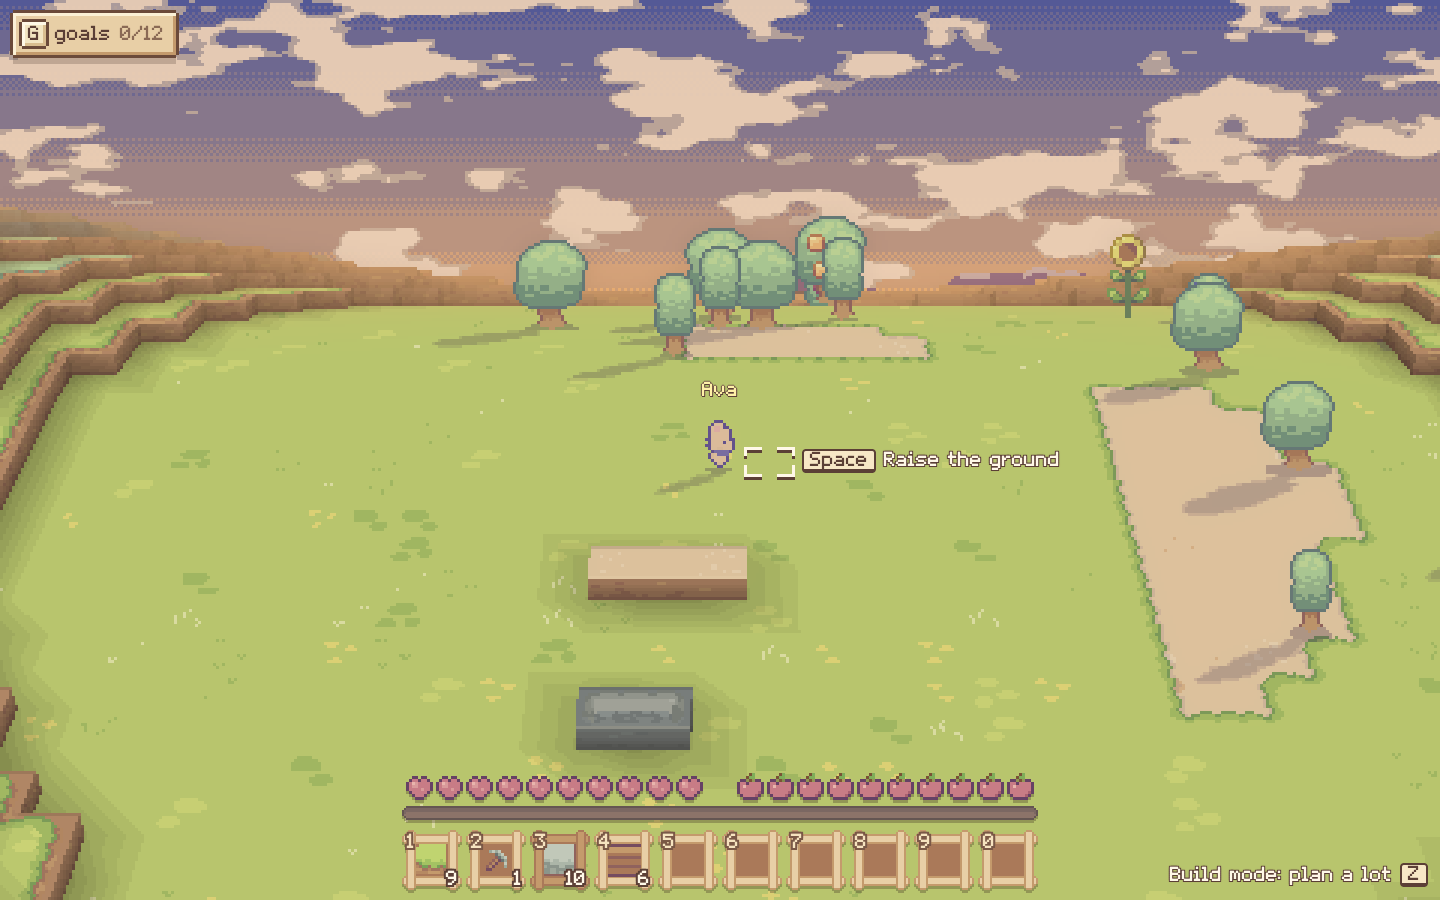 G goals 0/12
Ava
Space Raise the ground
1 2 3 4 5 6 7 8 9 0
9 1 10 6
Build mode: plan a lot Z